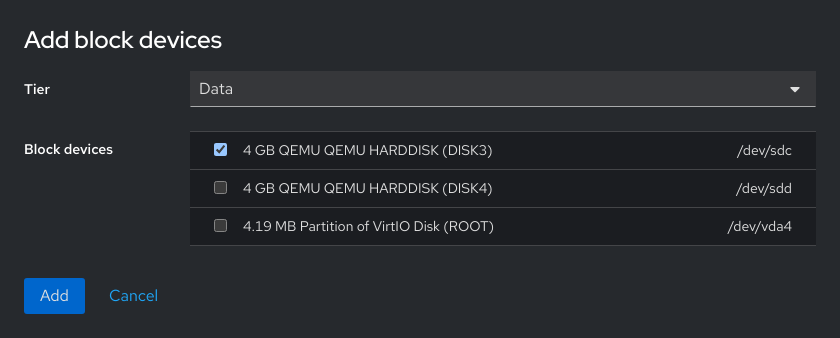 Add block devices
Tier Data
Block devices 4 GB QEMU QEMU HARDDISK (DISK3) /dev/sdc
4 GB QEMU QEMU HARDDISK (DISK4) /dev/sdd
4.19 MB Partition of VirtIO Disk (ROOT) /dev/vda4
Add Cancel